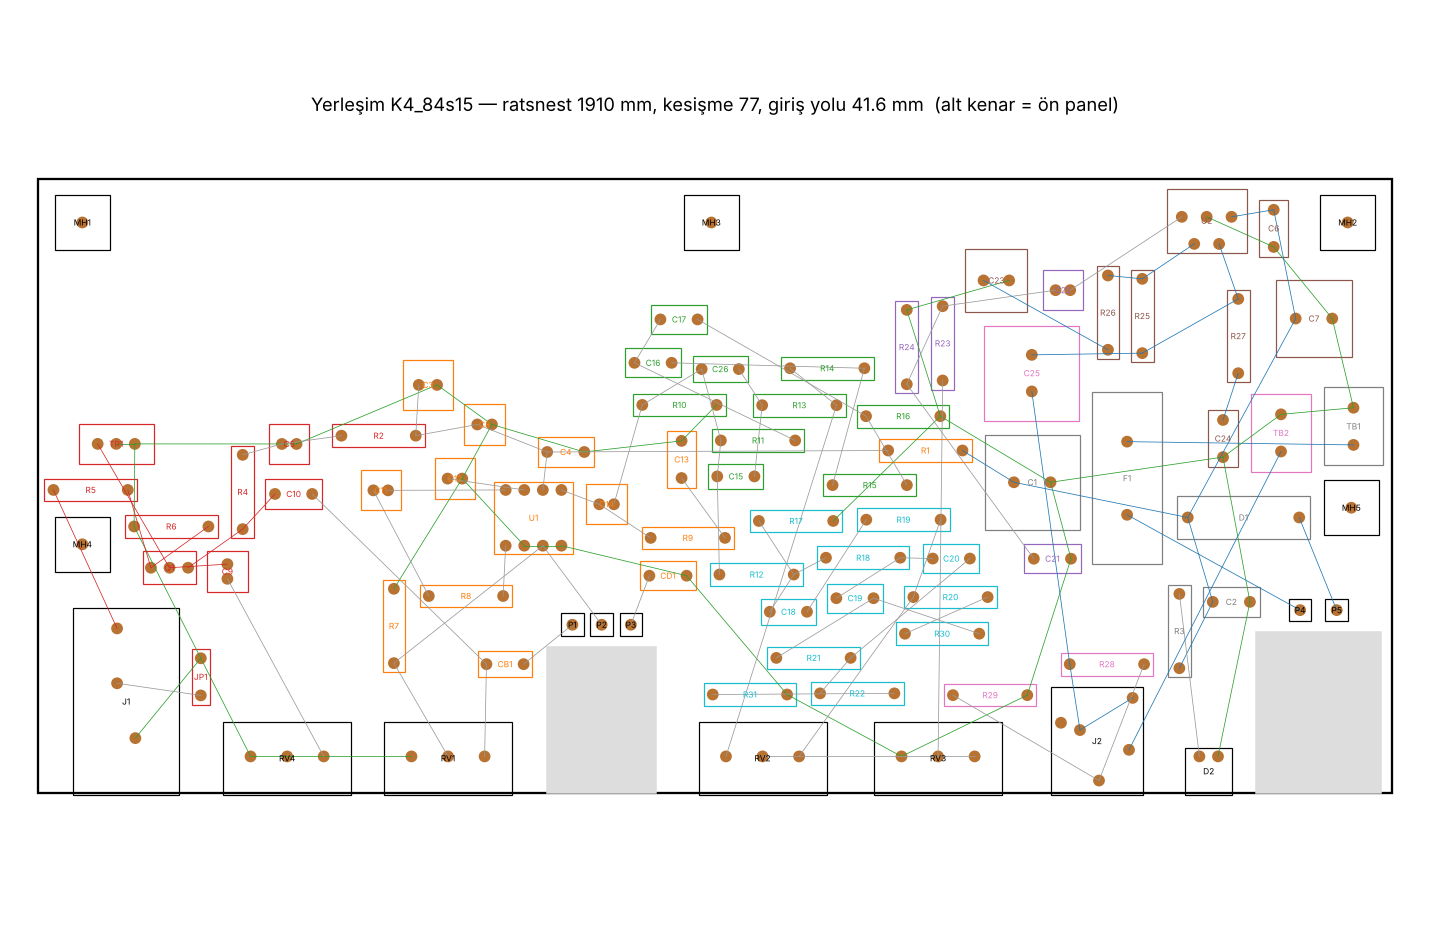 Yerleşim K4_84s15 — ratsnest 1910 mm, kesişme 77, giriş yolu 41.6 mm  (alt kenar = ön panel)
MH1
MH3
MH2
C6
C23
R26
R25
R27
C7
C17
R24
R23
C16
C26
R14
C25
R10
R13
R16
R2
R11
C24
TB2
TB1
C4
C13
R1
R5
R4
C10
C15
R15
C1
F1
R6
U1
R17
R19
D1
MH5
MH4
R9
R18
C20
C21
CD1
R12
R8
C19
R20
C2
P4
P5
R7
P1
P2
P3
C18
R30
R3
CB1
R21
R28
JP1
J1
R31
R22
R29
J2
RV4
RV1
RV2
RV3
D2